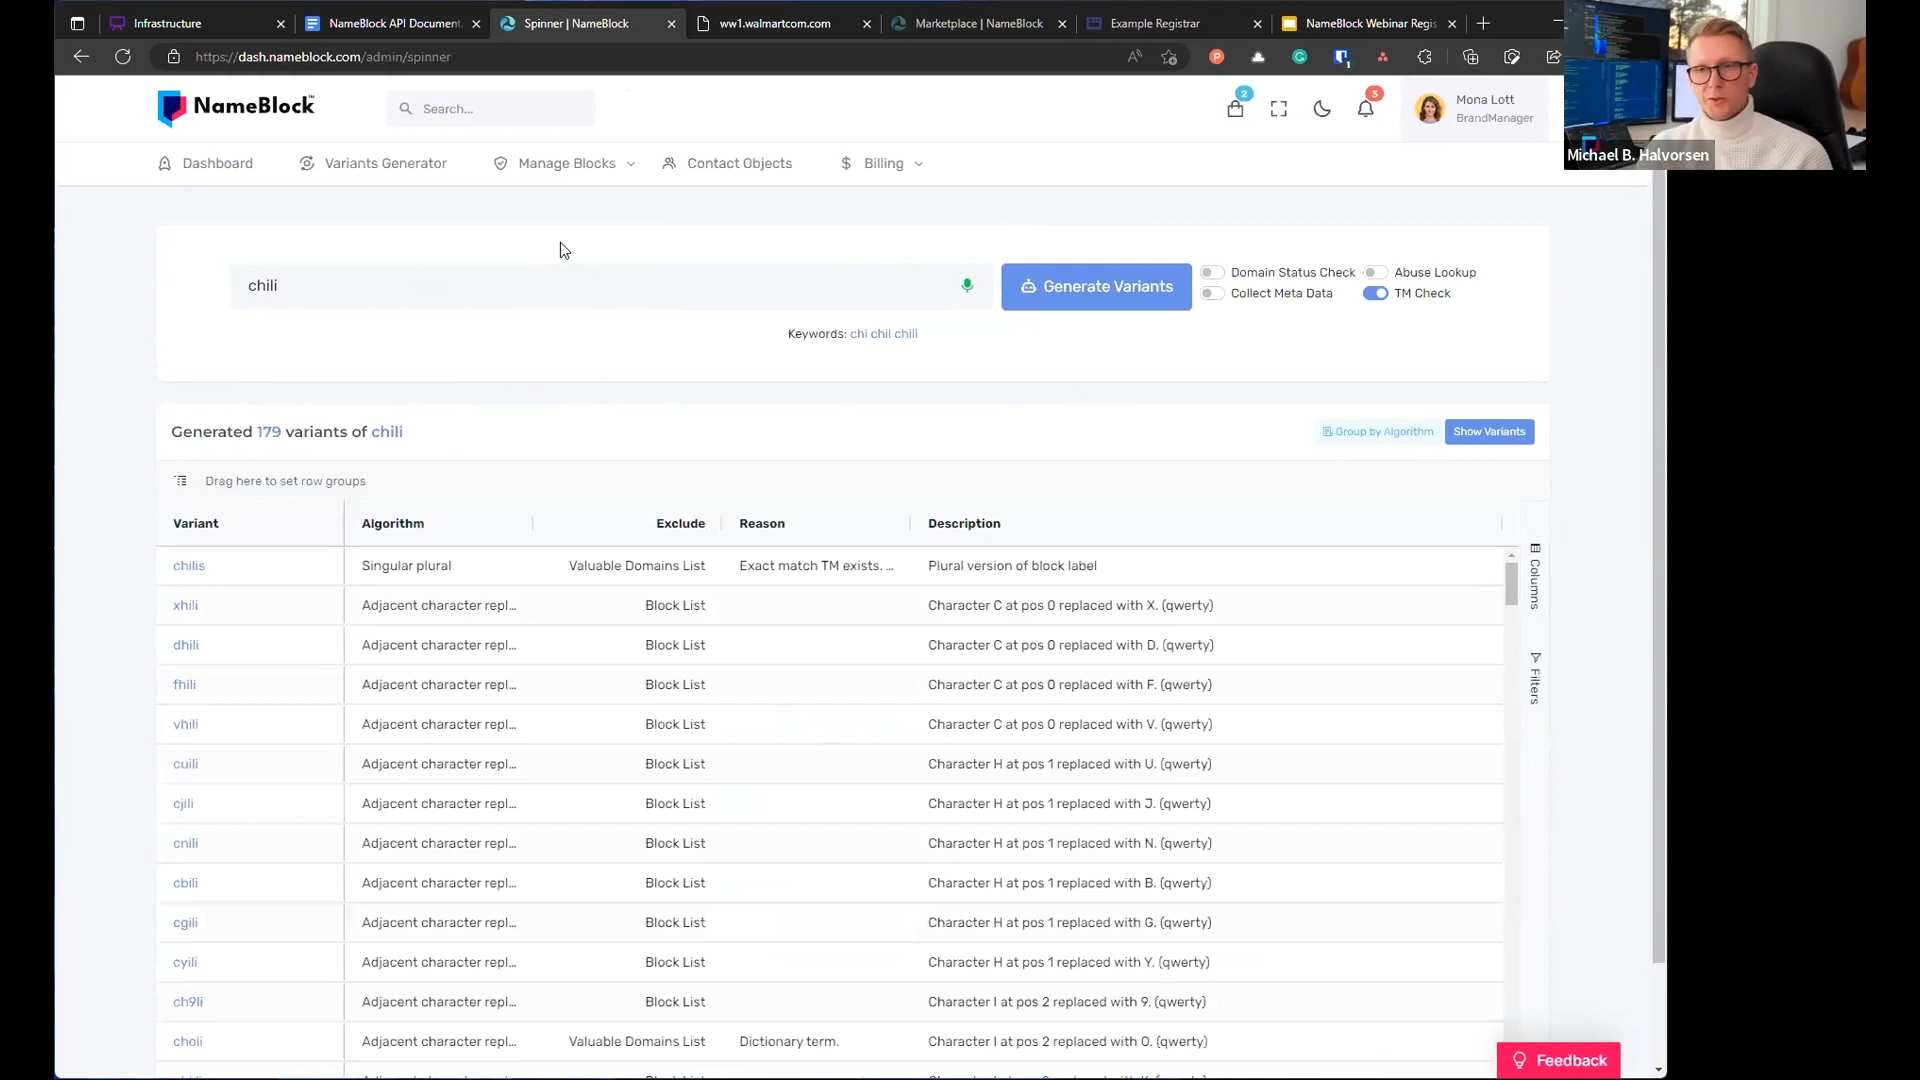 Infrastructure
NameBlock API Document
Spinner | NameBlock
ww1.walmartcom.com
Marketplace | NameBlock
Example Registrar
NameBlock Webinar Regis
https://dash.nameblock.com/admin/spinner
NameBlock™
Search...
2
3
Mona Lott
BrandManager
Michael B. Halvorsen
Dashboard
Variants Generator
Manage Blocks
Contact Objects
$ Billing
chili
Generate Variants
Domain Status Check
Abuse Lookup
Collect Meta Data
TM Check
Keywords: chi chil chili
Generated 179 variants of chili
Group by Algorithm
Show Variants
Drag here to set row groups
Variant Algorithm Exclude Reason Description
chilis Singular plural Valuable Domains List Exact match TM exists. ... Plural version of block label
xhili Adjacent character repl... Block List Character C at pos 0 replaced with X. (qwerty)
dhili Adjacent character repl... Block List Character C at pos 0 replaced with D. (qwerty)
fhili Adjacent character repl... Block List Character C at pos 0 replaced with F. (qwerty)
vhili Adjacent character repl... Block List Character C at pos 0 replaced with V. (qwerty)
cuili Adjacent character repl... Block List Character H at pos 1 replaced with U. (qwerty)
cjili Adjacent character repl... Block List Character H at pos 1 replaced with J. (qwerty)
cnili Adjacent character repl... Block List Character H at pos 1 replaced with N. (qwerty)
cbili Adjacent character repl... Block List Character H at pos 1 replaced with B. (qwerty)
cgili Adjacent character repl... Block List Character H at pos 1 replaced with G. (qwerty)
cyili Adjacent character repl... Block List Character H at pos 1 replaced with Y. (qwerty)
ch9li Adjacent character repl... Block List Character I at pos 2 replaced with 9. (qwerty)
choli Adjacent character repl... Valuable Domains List Dictionary term. Character I at pos 2 replaced with O. (qwerty)
Columns
Filters
Feedback